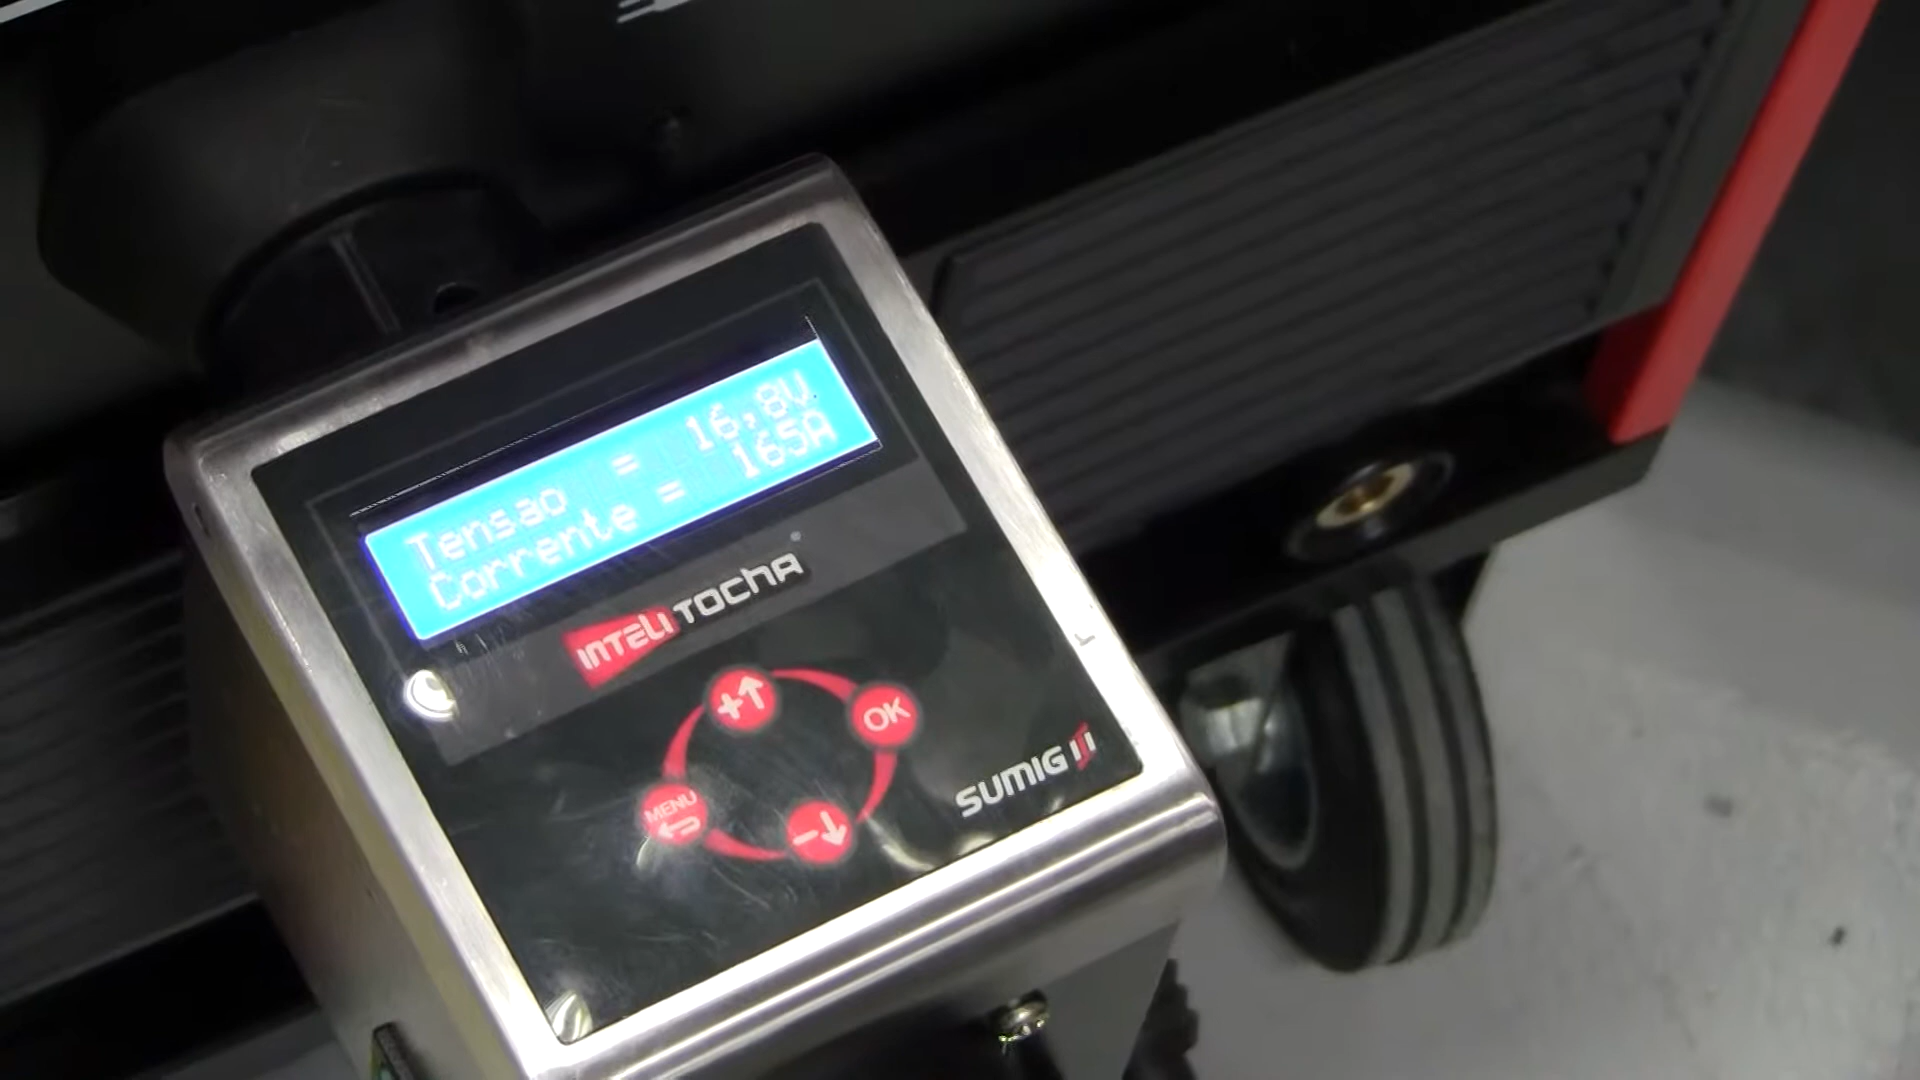 Tensao = 16,8V
Corrente = 165A
INTELITOCHA
+
OK
MENU
-
SUMIG